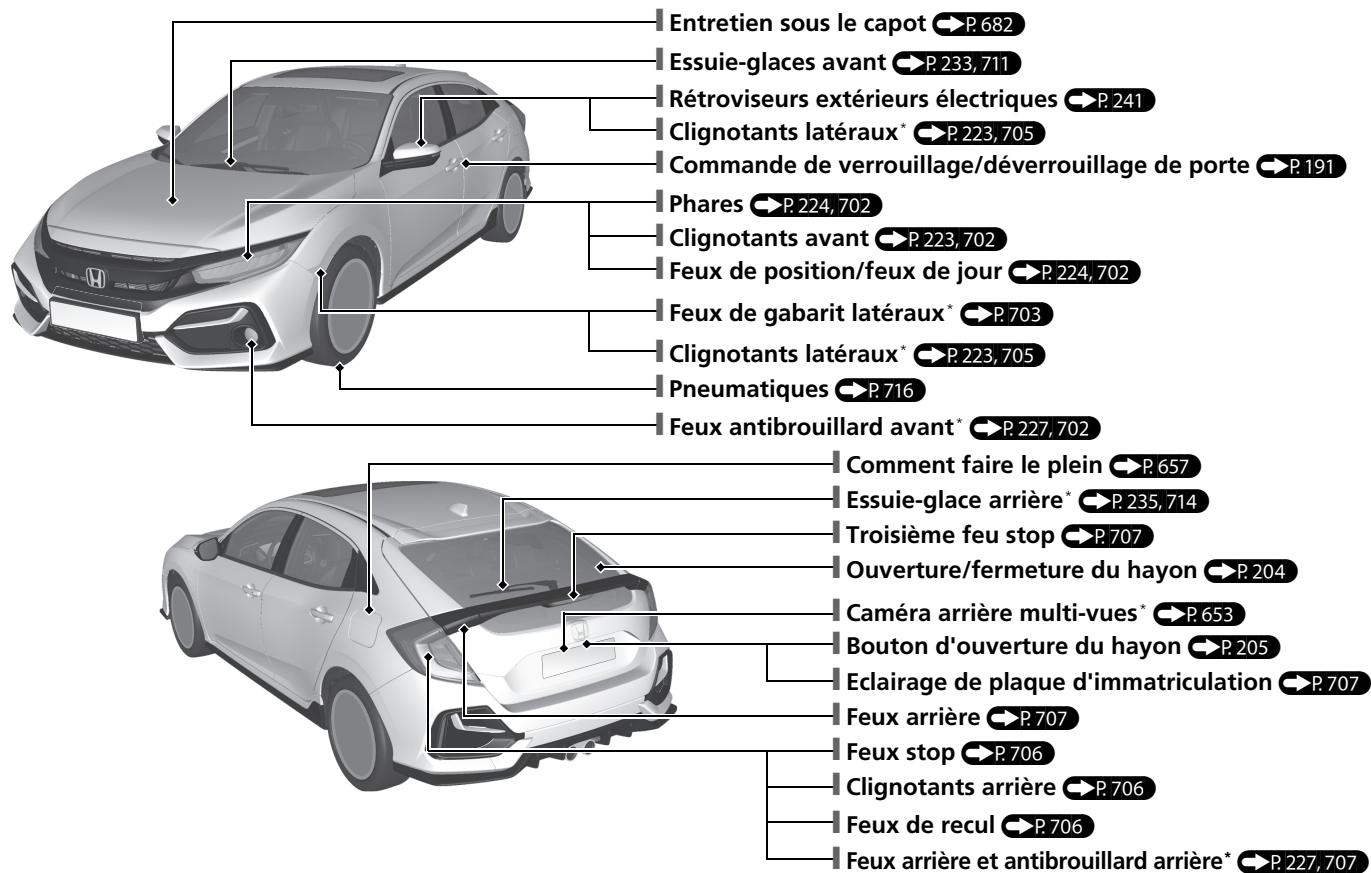 Entretien sous le capot P. 682
Essuie-glaces avant P. 233, 711
Rétroviseurs extérieurs électriques P. 241
Clignotants latéraux* P. 223, 705
Commande de verrouillage/déverrouillage de porte P. 191
Phares P. 224, 702
Clignotants avant P. 223, 702
Feux de position/feux de jour P. 224, 702
Feux de gabarit latéraux* P. 703
Clignotants latéraux* P. 223, 705
Pneumatiques P. 716
Feux antibrouillard avant* P. 227, 702
Comment faire le plein P. 657
Essuie-glace arrière* P. 235, 714
Troisième feu stop P. 707
Ouverture/fermeture du hayon P. 204
Caméra arrière multi-vues* P. 653
Bouton d'ouverture du hayon P. 205
Eclairage de plaque d'immatriculation P. 707
Feux arrière P. 707
Feux stop P. 706
Clignotants arrière P. 706
Feux de recul P. 706
Feux arrière et antibrouillard arrière* P. 227, 707